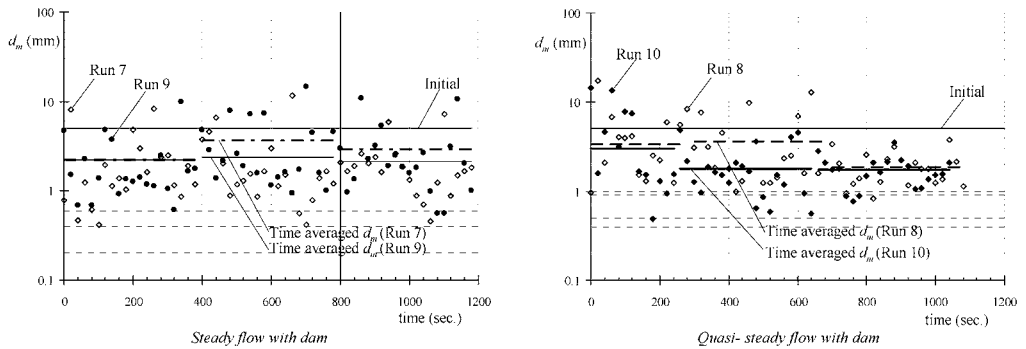 100
d_m (mm)
10
1
0.1
Run 7
Run 9
Initial
Time averaged d_m (Run 7)
Time averaged d_m (Run 9)
0 200 400 600 800 1000 1200
time (sec.)
Steady flow with dam
100
d_m (mm)
10
1
0.1
Run 10
Run 8
Initial
Time averaged d_m (Run 8)
Time averaged d_m (Run 10)
0 200 400 600 800 1000 1200
time (sec.)
Quasi- steady flow with dam